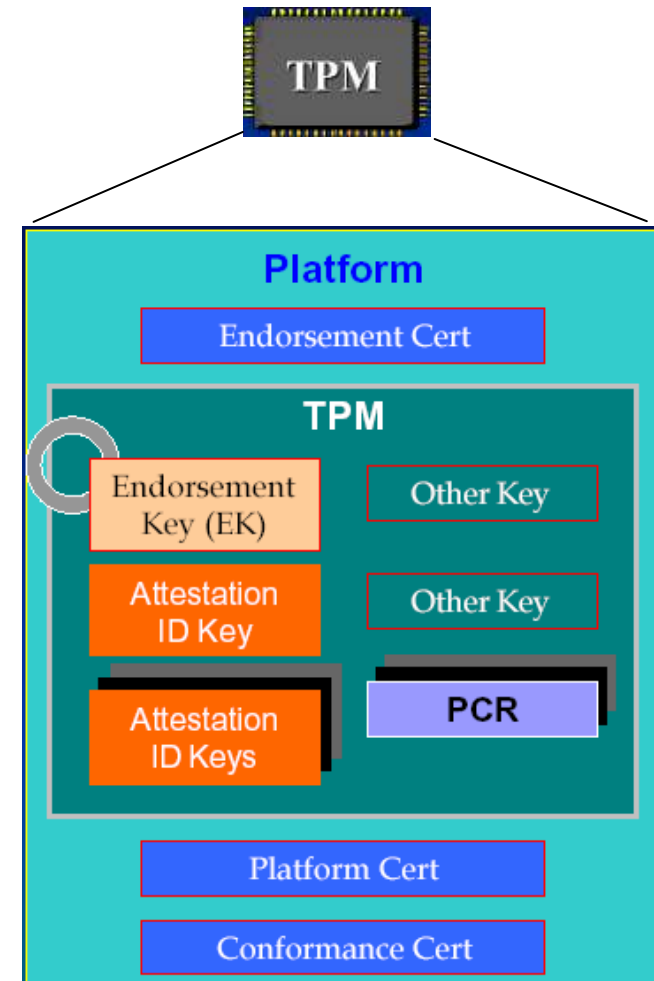 TPM
Platform
Endorsement Cert
TPM
Endorsement
Key (EK)
Other Key
Attestation
ID Key
Other Key
Attestation
ID Keys
PCR
Platform Cert
Conformance Cert